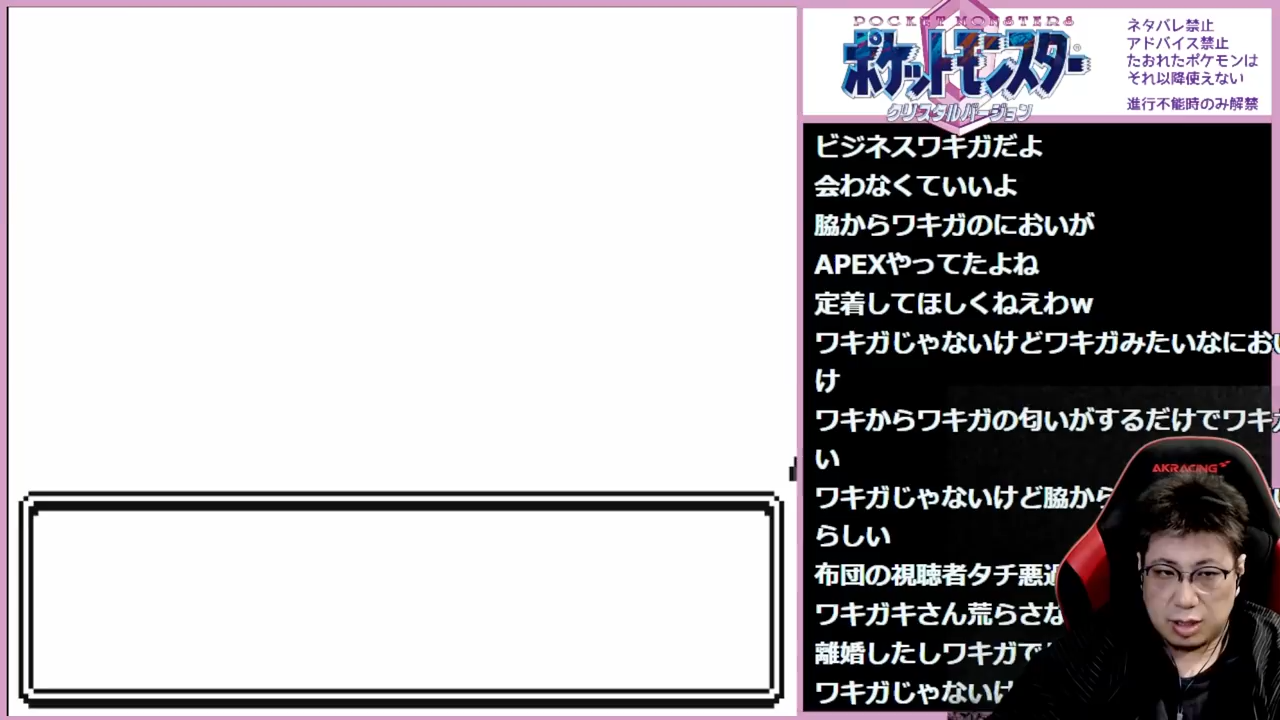 POCKET MONSTERS
ポケットモンスター
クリスタルバージョン
ネタバレ禁止
アドバイス禁止
たおれたポケモンは
それ以降使えない
進行不能時のみ解禁
ビジネスワキガだよ
会わなくていいよ
脇からワキガのにおいが
APEXやってたよね
定着してほしくねえわw
ワキガじゃないけどワキガみたいなにおい
け
ワキからワキガの匂いがするだけでワキガ
い
ワキガじゃないけど脇から
らしい
布団の視聴者タチ悪過
ワキガキさん荒らさな
離婚したしワキガで
ワキガじゃないけ
AKRACING